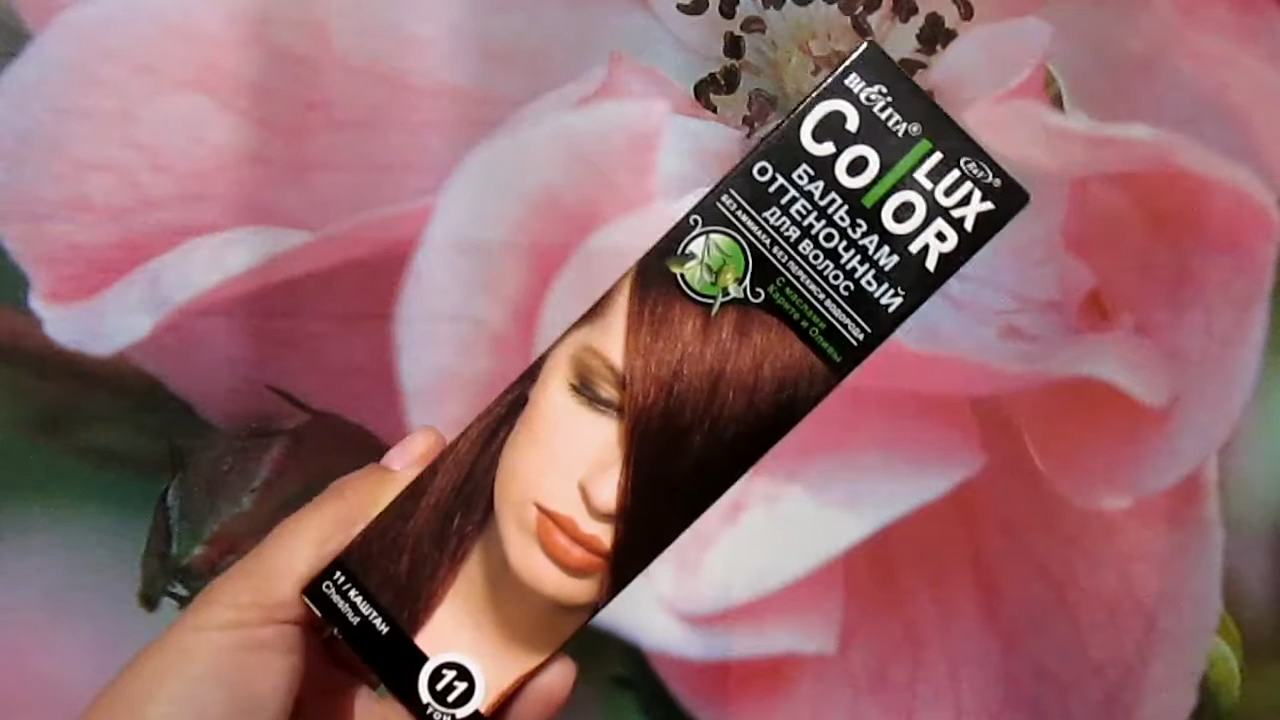 BIELITA®
COLOR LUX
B&V®
БАЛЬЗАМ
ОТТЕНОЧНЫЙ
ДЛЯ ВОЛОС
БЕЗ АММИАКА, БЕЗ ПЕРЕКИСИ ВОДОРОДА
С маслами
Карите и Оливы
11 / КАШТАН
Chestnut
11
ТОН